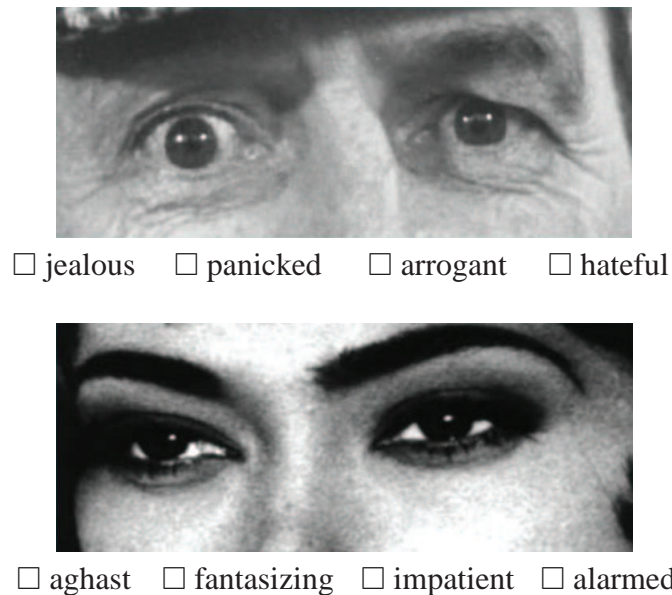 ☐ jealous ☐ panicked ☐ arrogant ☐ hateful
☐ aghast ☐ fantasizing ☐ impatient ☐ alarmed